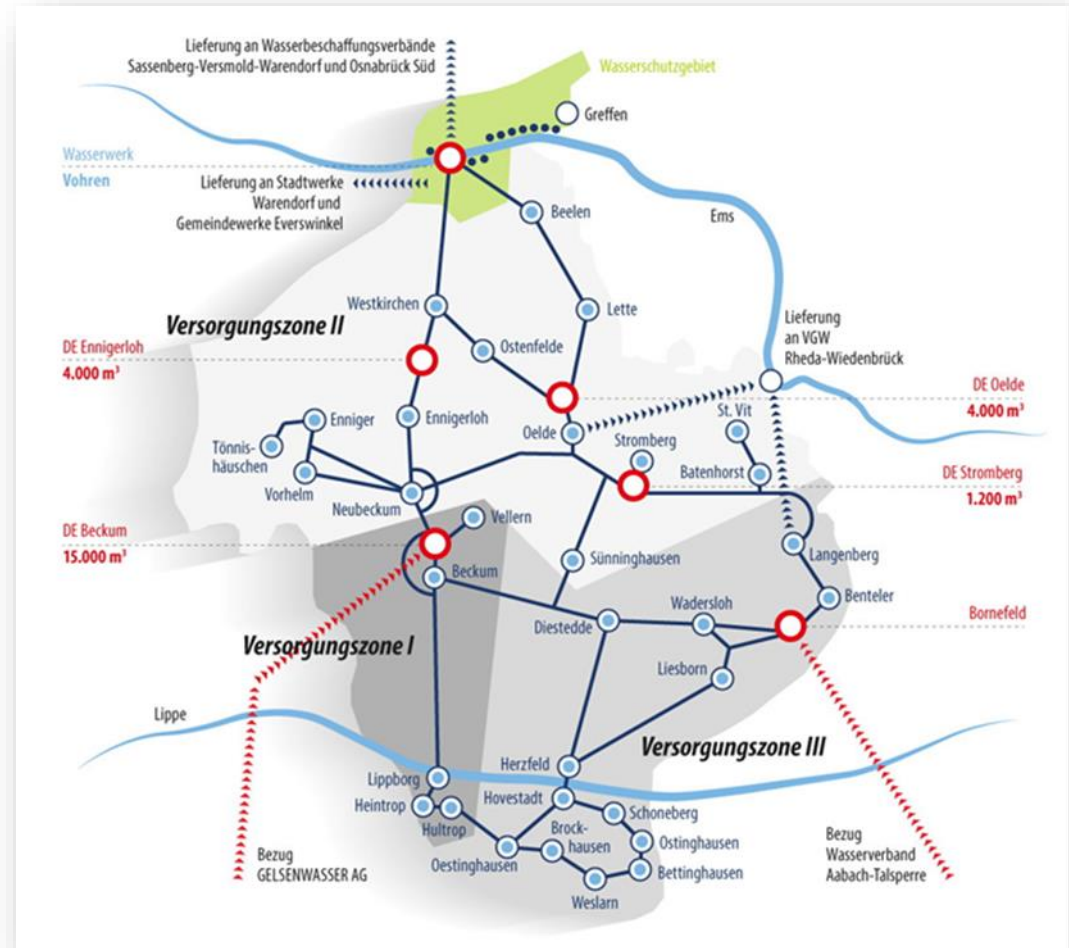 Lieferung an Wasserbeschaffungsverbände
Sassenberg-Versmold-Warendorf und Osnabrück Süd
Wasserschutzgebiet
Greffen
Wasserwerk
Vohren
Lieferung an Stadtwerke
Warendorf und
Gemeindewerke Everswinkel
Beelen
Ems
Westkirchen
Lette
Versorgungszone II
Lieferung
an VGW
Rheda-Wiedenbrück
DE Ennigerloh
4.000 m³
Ostenfelde
DE Oelde
4.000 m³
Enniger
Ennigerloh
Oelde
St. Vit
Tönnis-
häuschen
Stromberg
Vorhelm
Batenhorst
DE Stromberg
1.200 m³
Neubeckum
Vellern
DE Beckum
15.000 m³
Beckum
Sünninghausen
Langenberg
Benteler
Wadersloh
Diestedde
Bornefeld
Versorgungszone I
Liesborn
Lippe
Versorgungszone III
Herzfeld
Lippborg
Heintrop
Hultrop
Hovestadt
Schoneberg
Brock-
hausen
Ostinghausen
Oestinghausen
Bettinghausen
Weslarn
Bezug
GELSENWASSER AG
Bezug
Wasserverband
Aabach-Talsperre